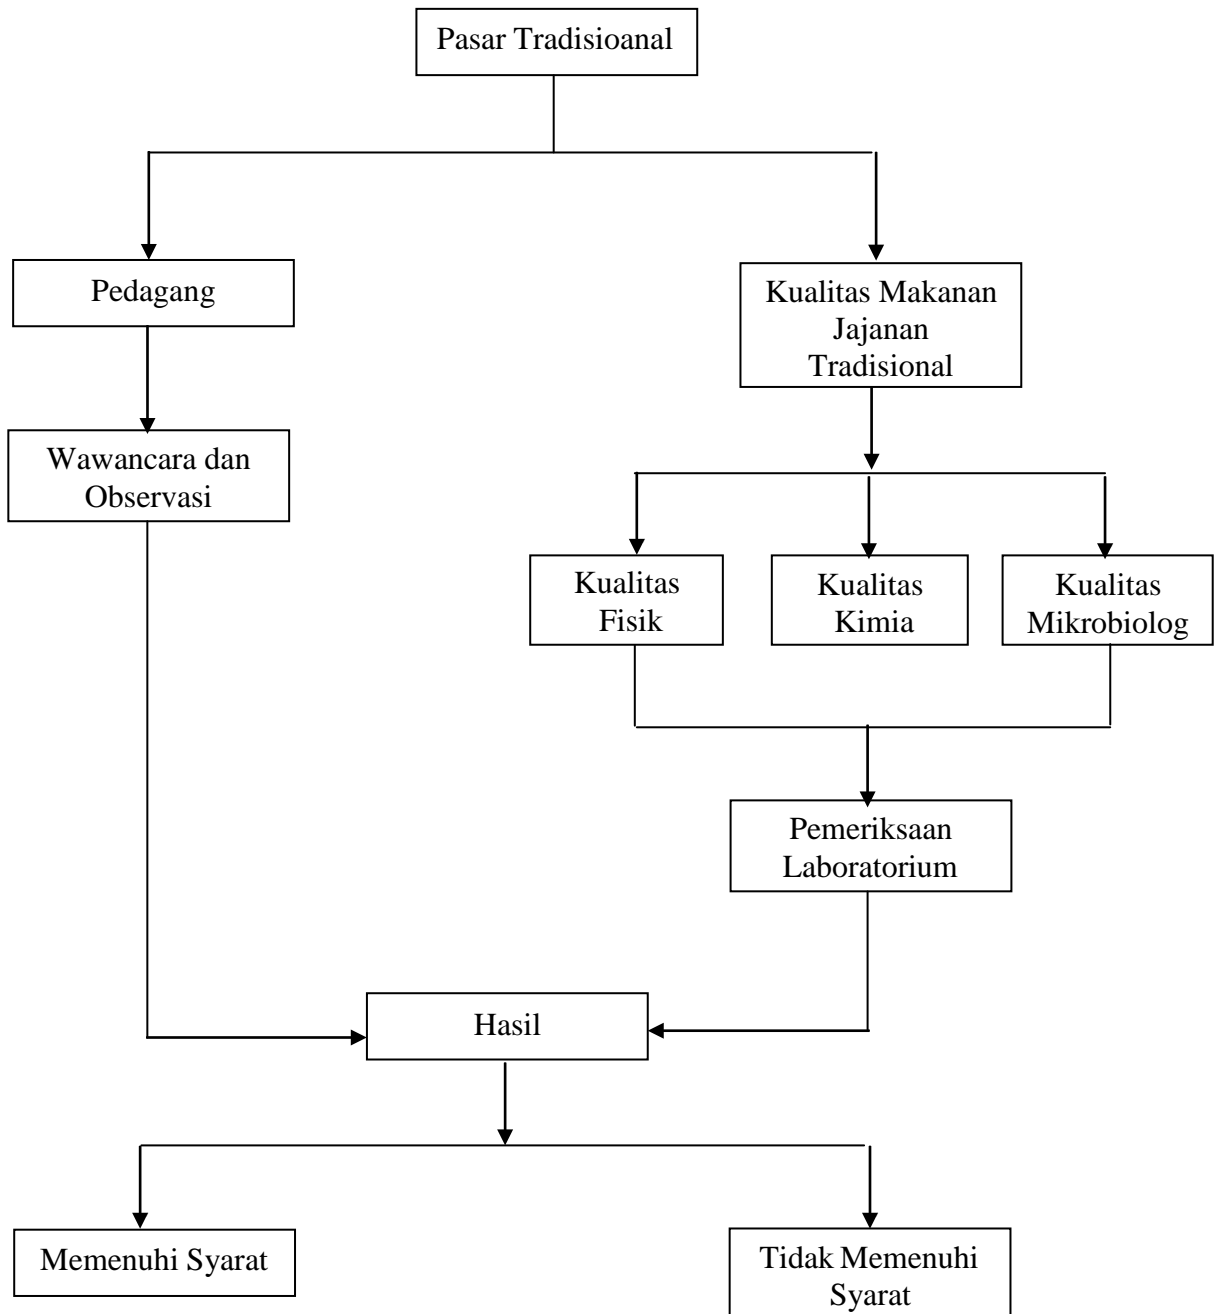 Pasar Tradisioanal
Pedagang
Kualitas Makanan
Jajanan
Tradisional
Wawancara dan
Observasi
Kualitas
Fisik
Kualitas
Kimia
Kualitas
Mikrobiolog
Pemeriksaan
Laboratorium
Hasil
Memenuhi Syarat
Tidak Memenuhi
Syarat